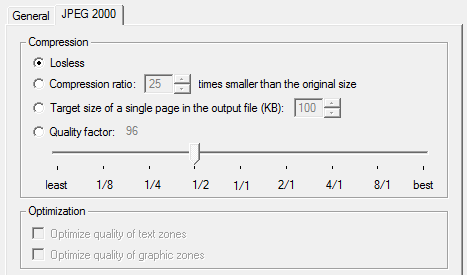 General JPEG 2000
Compression
Lossless
Compression ratio: 25 times smaller than the original size
Target size of a single page in the output file (KB): 100
Quality factor: 96
least 1/8 1/4 1/2 1/1 2/1 4/1 8/1 best
Optimization
Optimize quality of text zones
Optimize quality of graphic zones